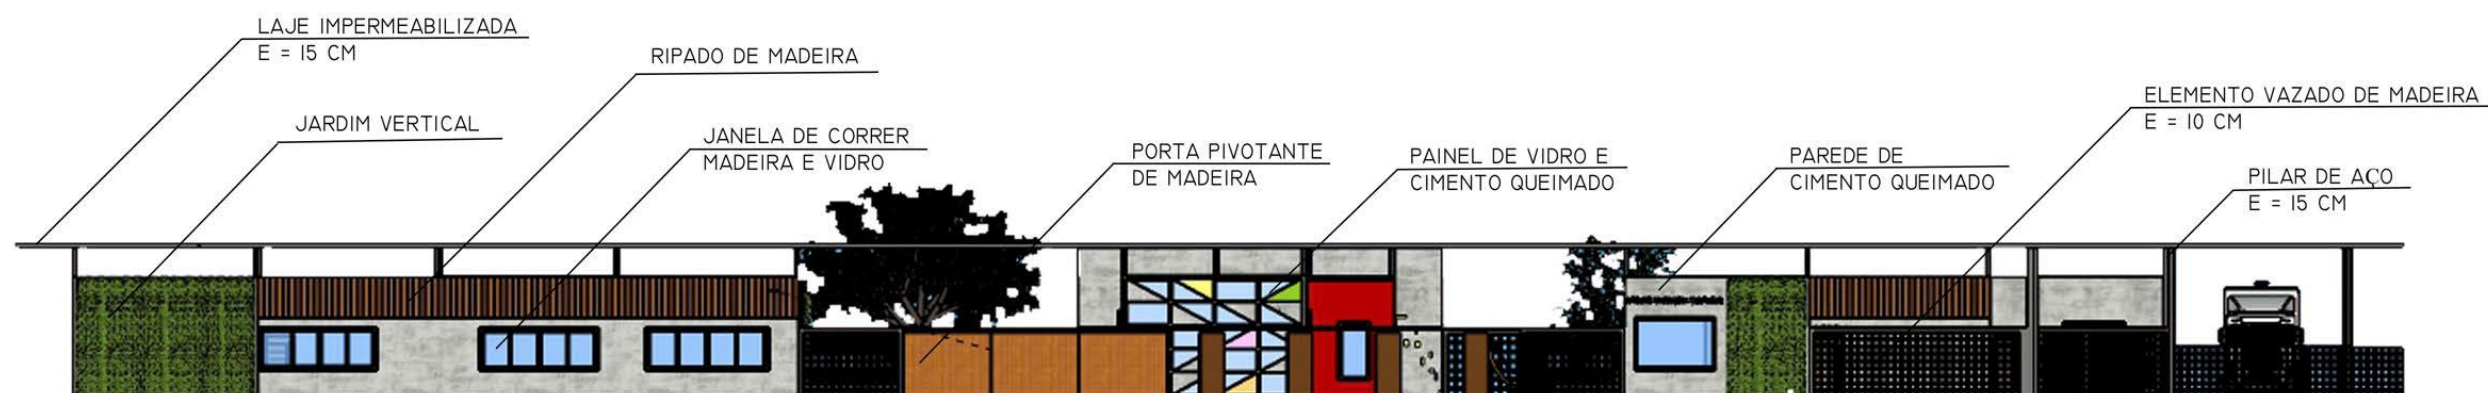 LAJE IMPERMEABILIZADA
E = 15 CM
RIPADO DE MADEIRA
JARDIM VERTICAL
JANELA DE CORRER
MADEIRA E VIDRO
PORTA PIVOTANTE
DE MADEIRA
PAINEL DE VIDRO E
CIMENTO QUEIMADO
PAREDE DE
CIMENTO QUEIMADO
ELEMENTO VAZADO DE MADEIRA
E = 10 CM
PILAR DE AÇO
E = 15 CM